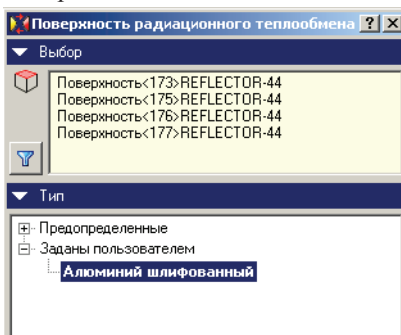 Поверхность радиационного теплообмена
Выбор
Поверхность<173>REFLECTOR-44
Поверхность<175>REFLECTOR-44
Поверхность<176>REFLECTOR-44
Поверхность<177>REFLECTOR-44
Тип
Предопределенные
Заданы пользователем
Алюминий шлифованный